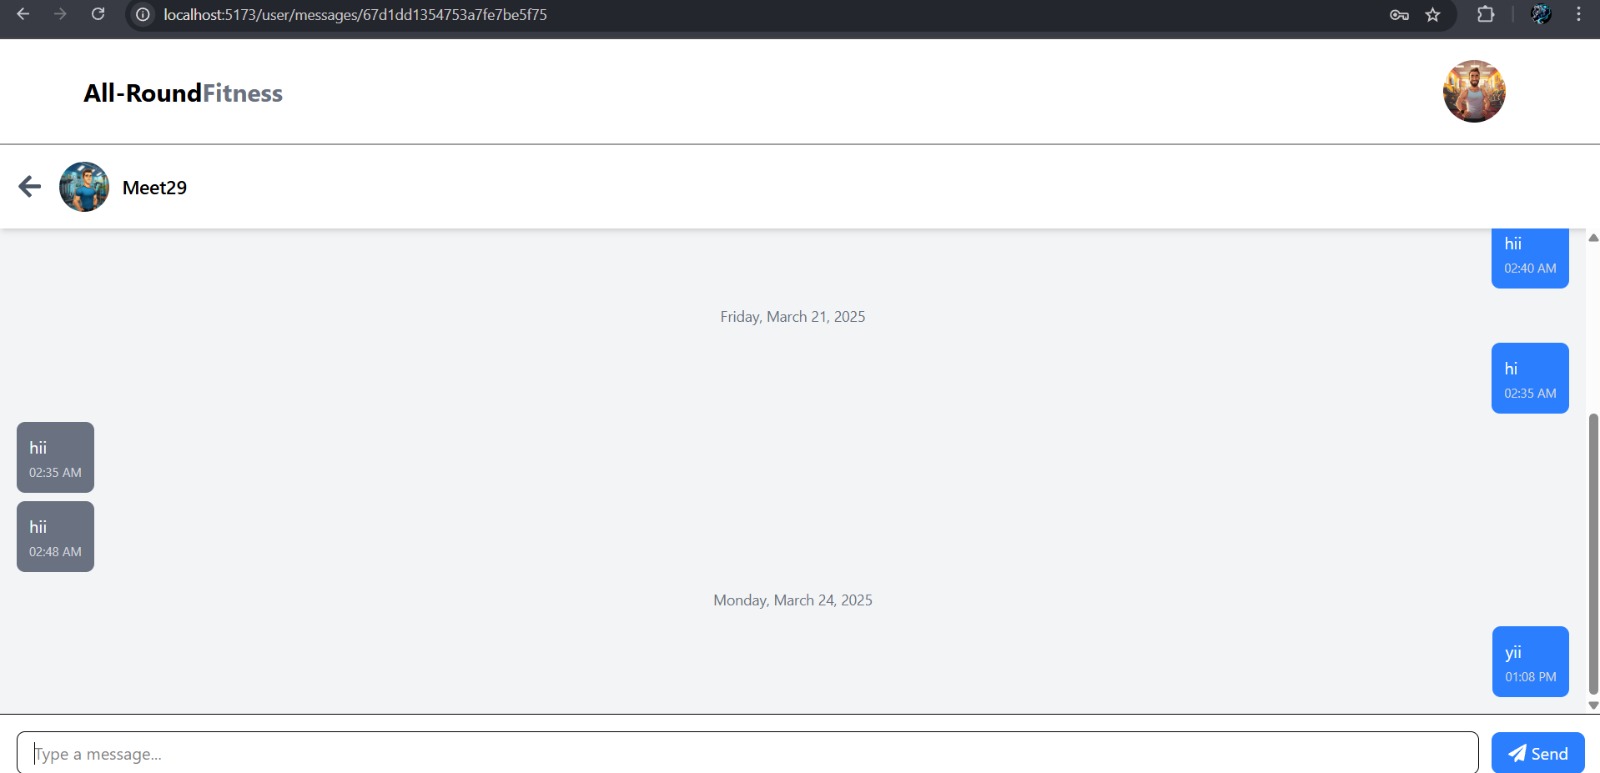 localhost:5173/user/messages/67d1dd1354753a7fe7be5f75
All-RoundFitness
Meet29
hii
02:40 AM
Friday, March 21, 2025
hi
02:35 AM
hii
02:35 AM
hii
02:48 AM
Monday, March 24, 2025
yii
01:08 PM
Type a message...
Send